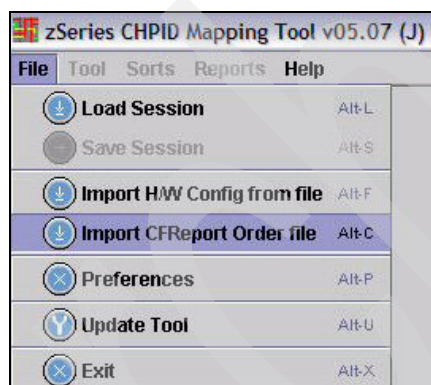 zSeries CHPID Mapping Tool v05.07 (J)
File Tool Sorts Reports Help
Load Session Alt-L
Save Session Alt-S
Import H/W Config from file Alt-F
Import CFReport Order file Alt-C
Preferences Alt-P
Update Tool Alt-U
Exit Alt-X